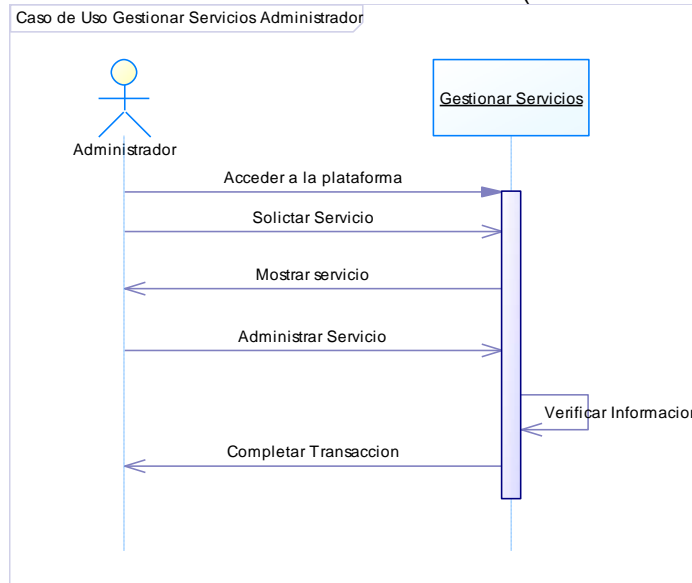 (
Caso de Uso Gestionar Servicios Administrador
Gestionar Servicios
Administrador
Acceder a la plataforma
Solictar Servicio
Mostrar servicio
Administrar Servicio
Verificar Informacion
Completar Transaccion